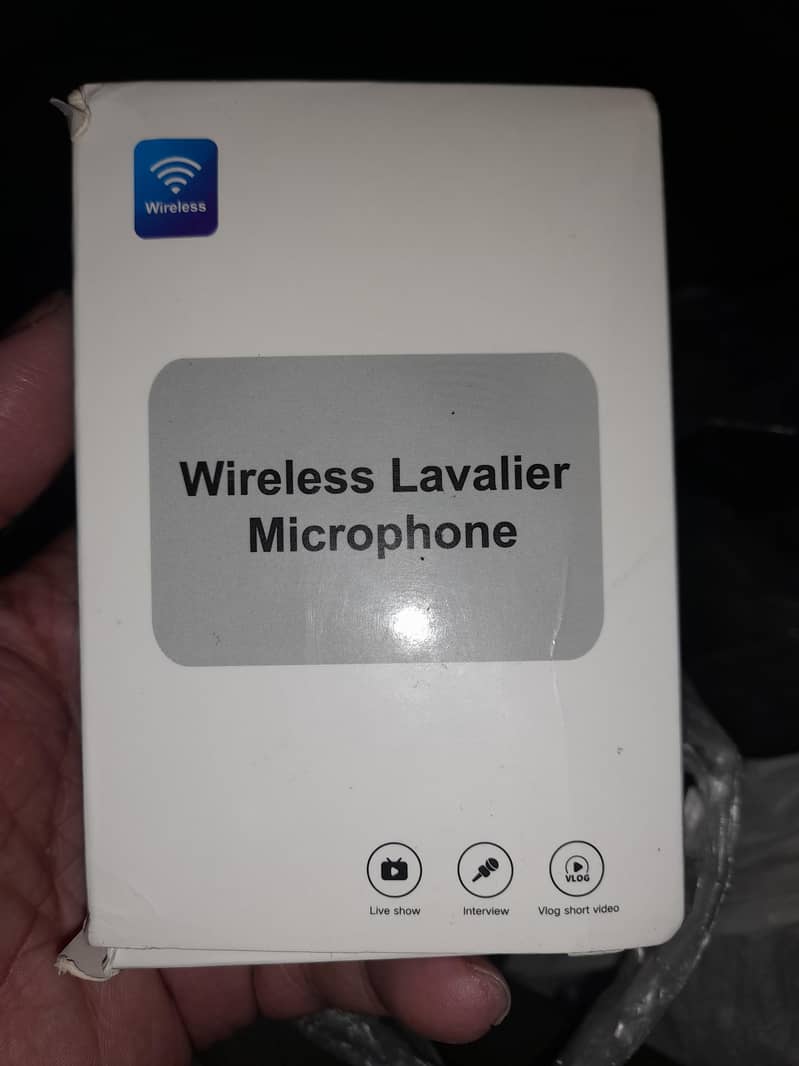 Wireless
Wireless Lavalier
Microphone
VLOG
Live show
Interview
Vlog short video